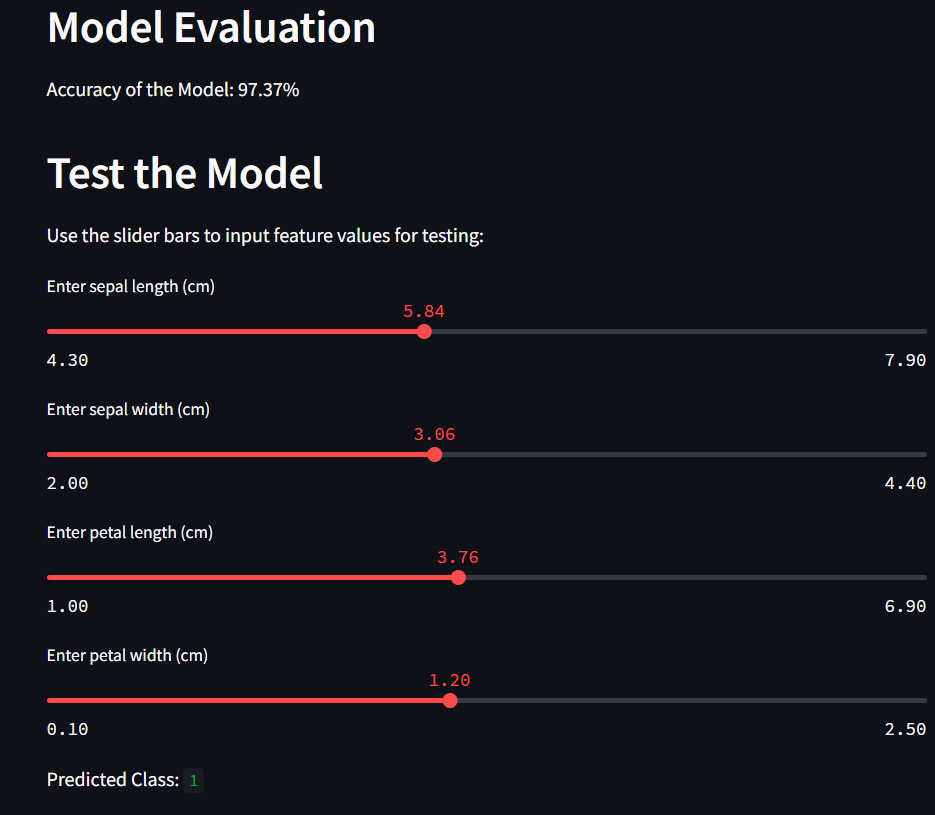 Model Evaluation
Accuracy of the Model: 97.37%
Test the Model
Use the slider bars to input feature values for testing:
Enter sepal length (cm)
5.84
4.30 7.90
Enter sepal width (cm)
3.06
2.00 4.40
Enter petal length (cm)
3.76
1.00 6.90
Enter petal width (cm)
1.20
0.10 2.50
Predicted Class: 1